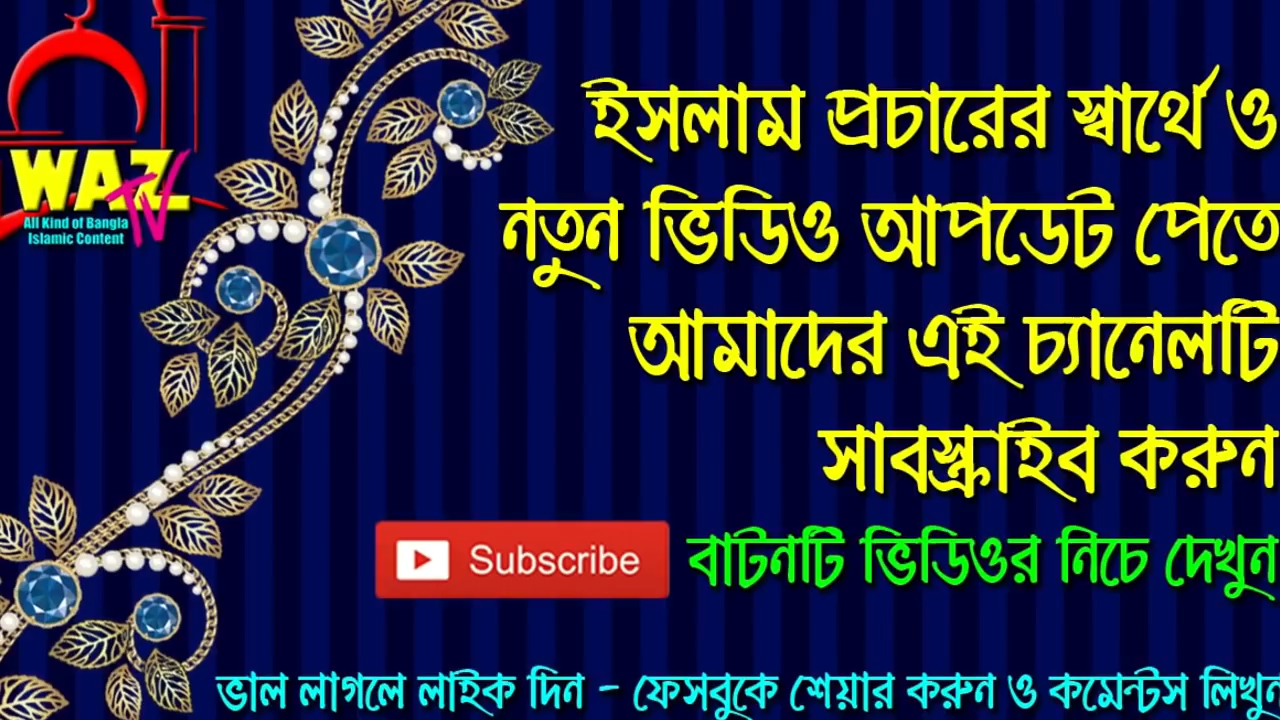 WAZ
TV
All Kind of Bangla
Islamic Content
ইসলাম প্রচারের স্বার্থে ও
নতুন ভিডিও আপডেট পেতে
আমাদের এই চ্যানেলটি
সাবস্ক্রাইব করুন
Subscribe
বাটনটি ভিডিওর নিচে দেখুন
ভাল লাগলে লাইক দিন - ফেসবুকে শেয়ার করুন ও কমেন্টস লিখুন